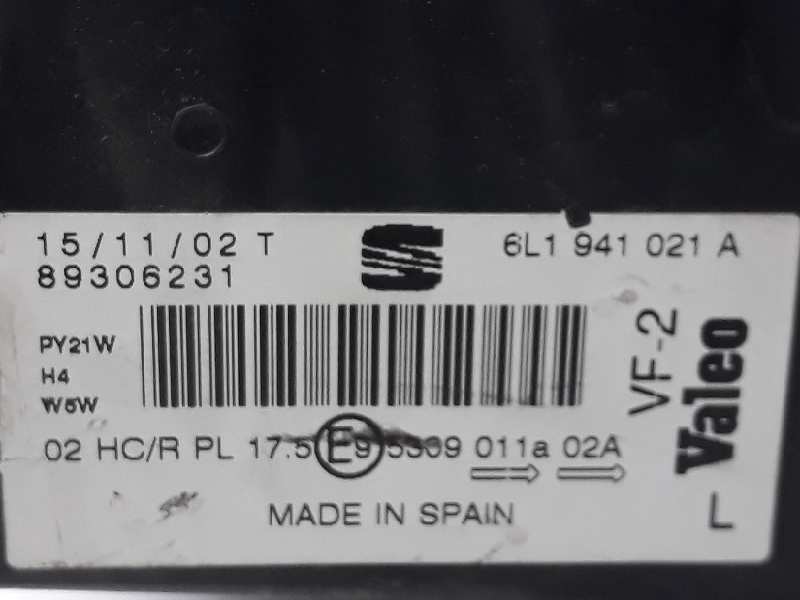 15/11/02 T
6L1 941 021 A
89306231
PY21W
H4
W5W
VF-2
Valeo
02 HC/R PL 17.5 E9 5369 011a 02A
MADE IN SPAIN
L